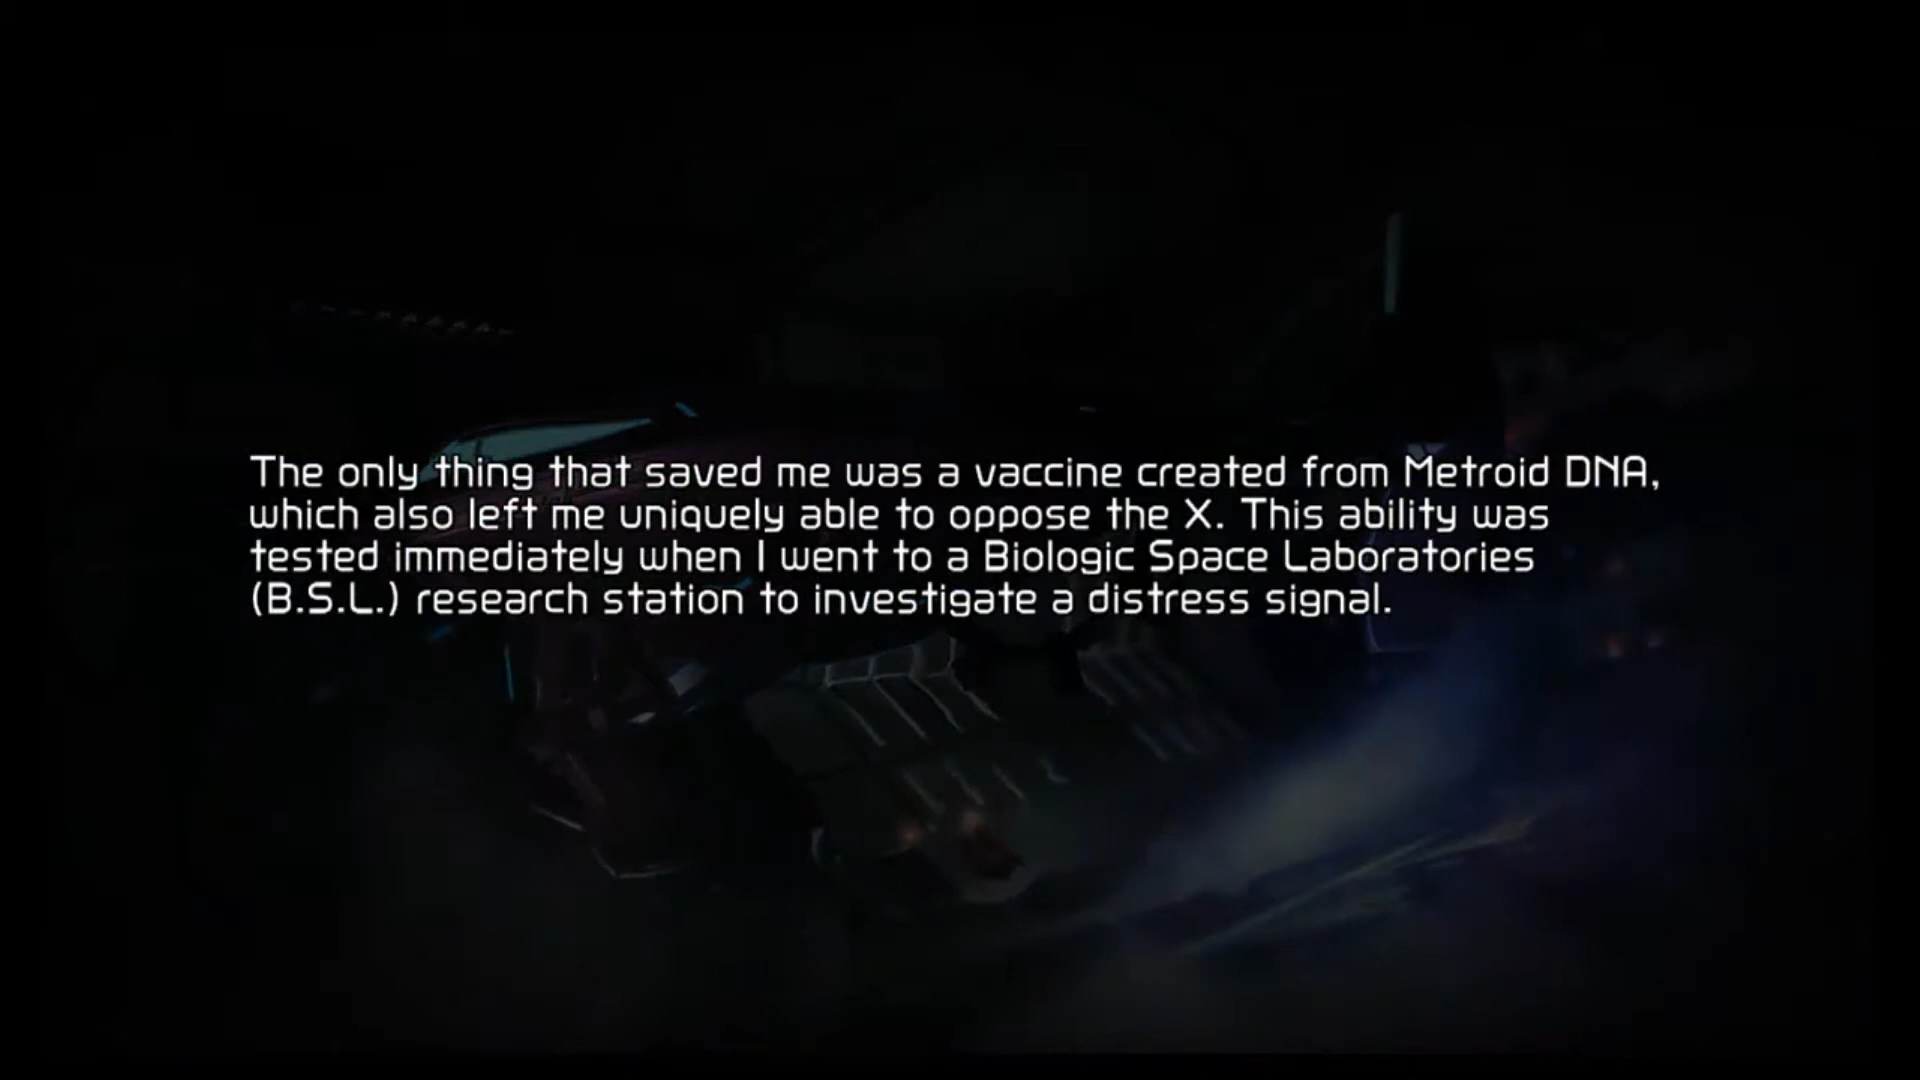 The only thing that saved me was a vaccine created from Metroid DNA,
which also left me uniquely able to oppose the X. This ability was
tested immediately when I went to a Biologic Space Laboratories
(B.S.L.) research station to investigate a distress signal.